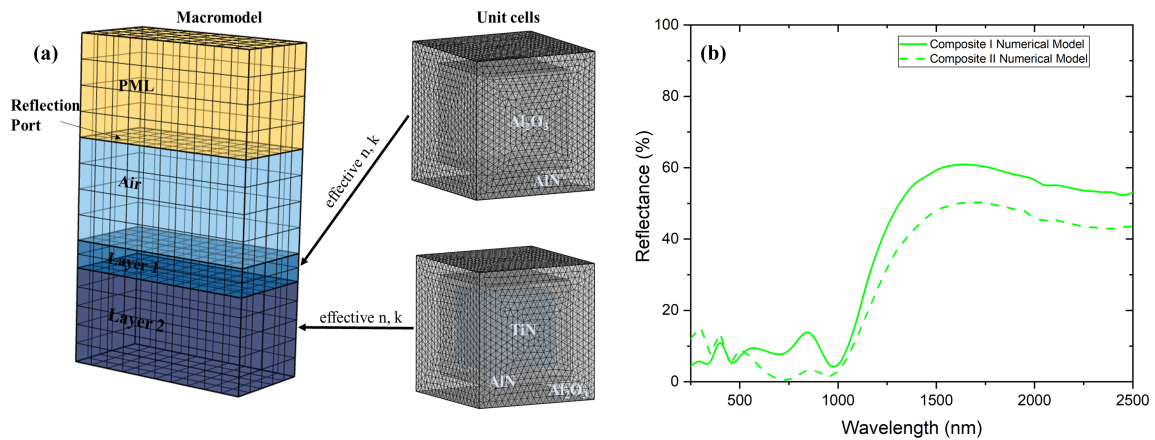 Macromodel
Unit cells
(a)
PML
Reflection
Port
Air
Layer 1
Layer 2
effective n, k
effective n, k
Al₂O₃
AlN
TiN
AlN
Al₂O₃
(b)
Composite I Numerical Model
Composite II Numerical Model
Reflectance (%)
100
80
60
40
20
0
500
1000
1500
2000
2500
Wavelength (nm)